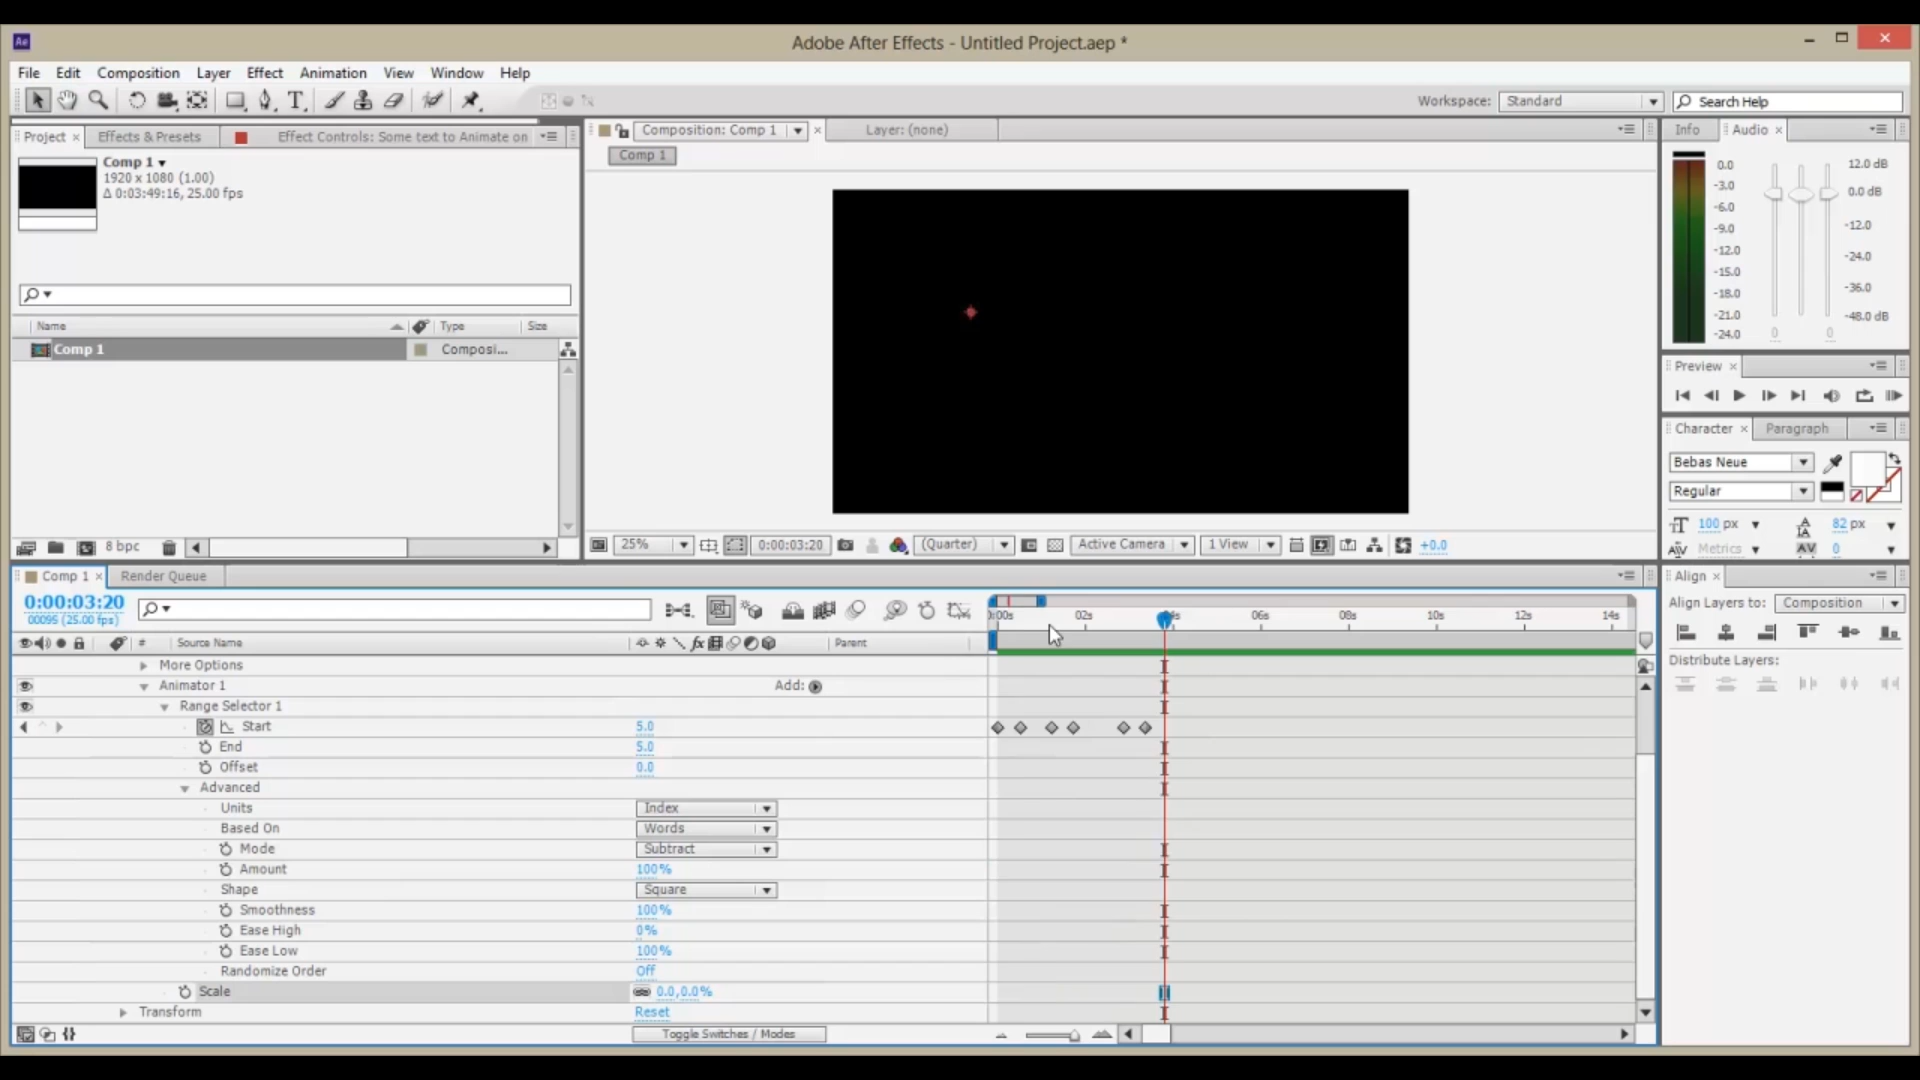 Ae
Adobe After Effects - Untitled Project.aep *
File Edit Composition Layer Effect Animation View Window Help
Workspace: Standard
Search Help
Project × Effects & Presets Effect Controls: Some text to Animate on
Composition: Comp 1 × Layer: (none)
Info Audio ×
Comp 1
Comp 1
1920 x 1080 (1.00)
Δ 0:03:49:16, 25.00 fps
0.0
-3.0
-6.0
-9.0
-12.0
-15.0
-18.0
-21.0
-24.0
0 0
12.0 dB
0.0 dB
-12.0
-24.0
-36.0
-48.0 dB
Name Type Size
Comp 1 Composi...
Preview ×
Character × Paragraph
Bebas Neue
Regular
100 px 82 px
Metrics AV 0
8 bpc
25% 0:00:03:20 (Quarter) Active Camera 1 View +0.0
Comp 1 × Render Queue
Align ×
0:00:03:20
00095 (25.00 fps)
:00s 02s 4s 06s 08s 10s 12s 14s
Align Layers to: Composition
# Source Name fx Parent
Distribute Layers:
More Options
Animator 1 Add:
Range Selector 1
Start 5.0
End 5.0
Offset 0.0
Advanced
Units Index
Based On Words
Mode Subtract
Amount 100%
Shape Square
Smoothness 100%
Ease High 0%
Ease Low 100%
Randomize Order Off
Scale 0.0,0.0%
Transform Reset
Toggle Switches / Modes